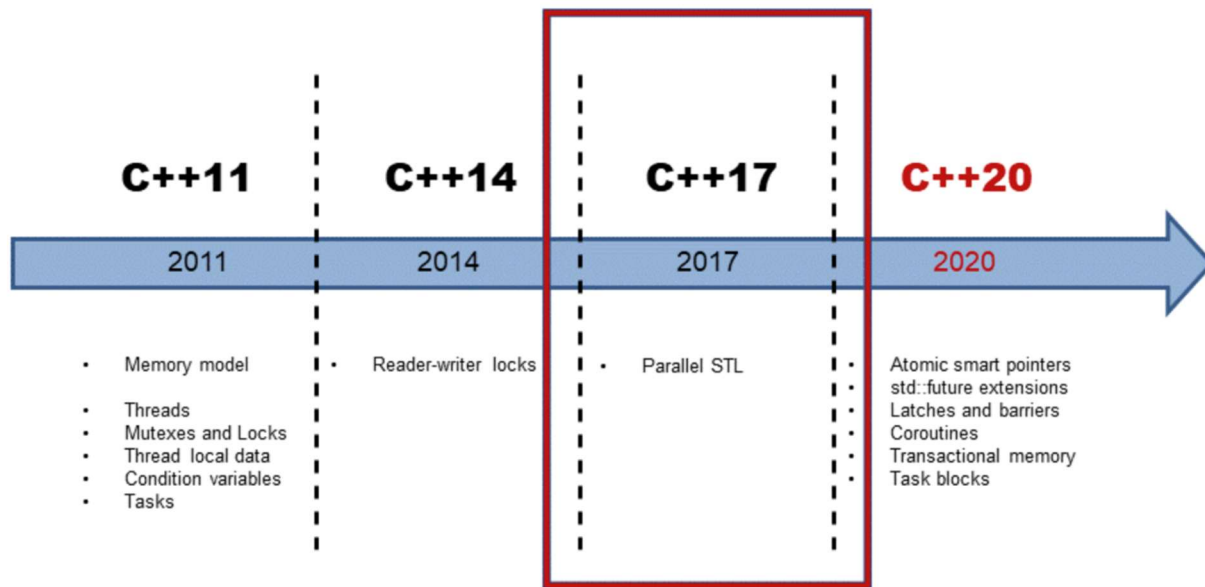 C++11
C++14
C++17
C++20
2011
2014
2017
2020
• Memory model
• Threads
• Mutexes and Locks
• Thread local data
• Condition variables
• Tasks
• Reader-writer locks
• Parallel STL
• Atomic smart pointers
• std::future extensions
• Latches and barriers
• Coroutines
• Transactional memory
• Task blocks